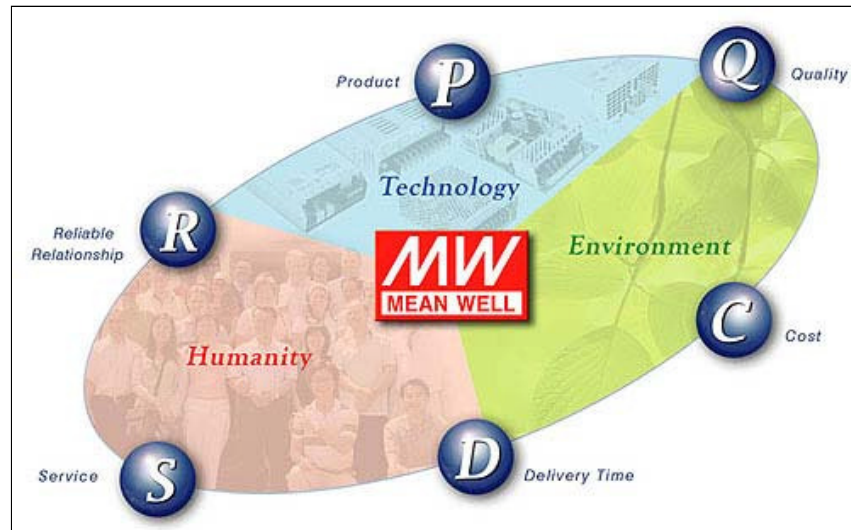 P
Product
Q
Quality
Technology
R
Reliable
Relationship
Environment
MW
MEAN WELL
C
Cost
Humanity
D
Delivery Time
S
Service